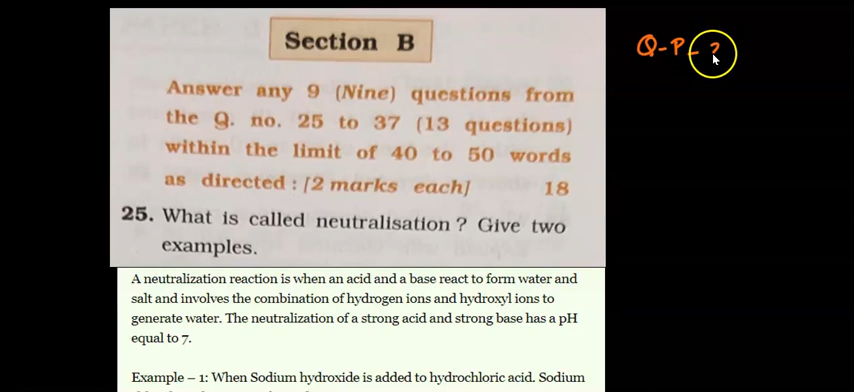 Section B
Q-P- ?
Answer any 9 (Nine) questions from
the Q. no. 25 to 37 (13 questions)
within the limit of 40 to 50 words
as directed : [2 marks each] 18
25. What is called neutralisation ? Give two
examples.
A neutralization reaction is when an acid and a base react to form water and
salt and involves the combination of hydrogen ions and hydroxyl ions to
generate water. The neutralization of a strong acid and strong base has a pH
equal to 7.
Example – 1: When Sodium hydroxide is added to hydrochloric acid. Sodium